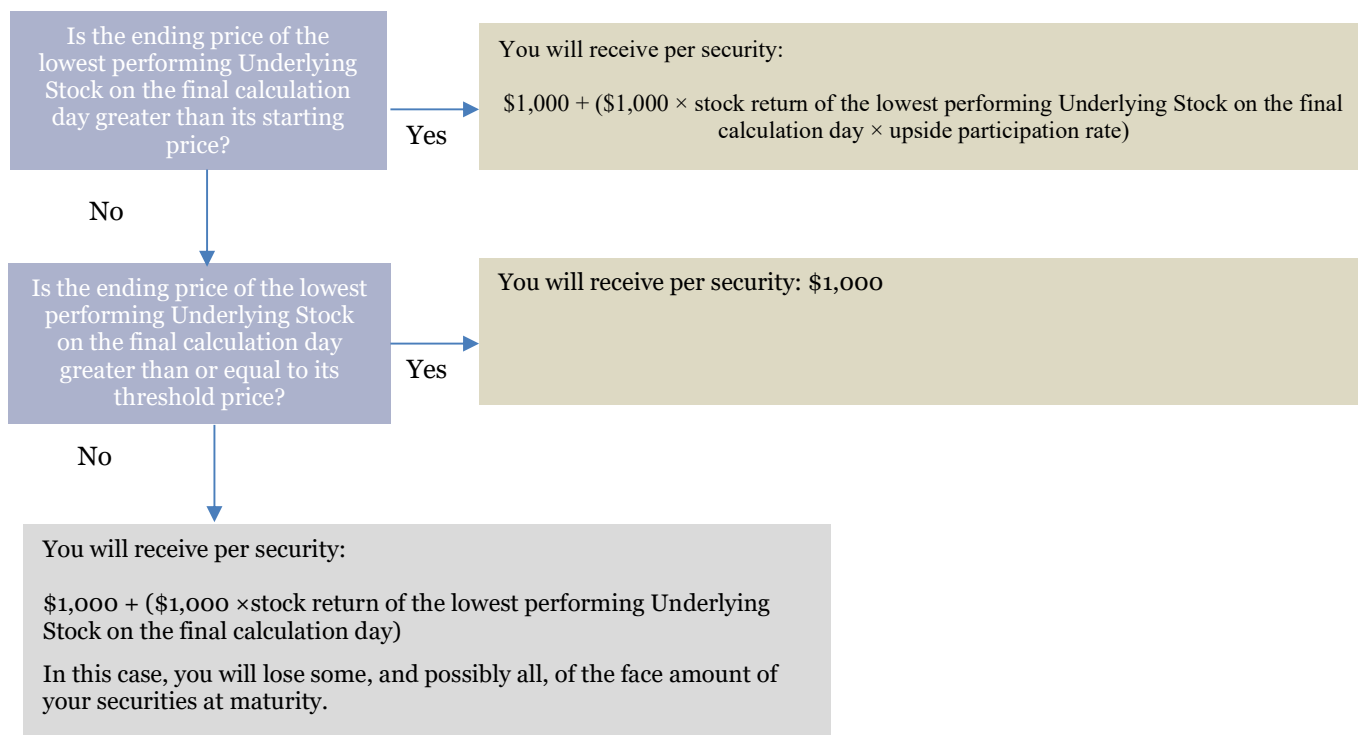 Is the ending price of the
lowest performing Underlying
Stock on the final calculation
day greater than its starting
price?
Yes
You will receive per security:
$1,000 + ($1,000 × stock return of the lowest performing Underlying Stock on the final
calculation day × upside participation rate)
No
Is the ending price of the lowest
performing Underlying Stock
on the final calculation day
greater than or equal to its
threshold price?
Yes
You will receive per security: $1,000
No
You will receive per security:
$1,000 + ($1,000 ×stock return of the lowest performing Underlying
Stock on the final calculation day)
In this case, you will lose some, and possibly all, of the face amount of
your securities at maturity.